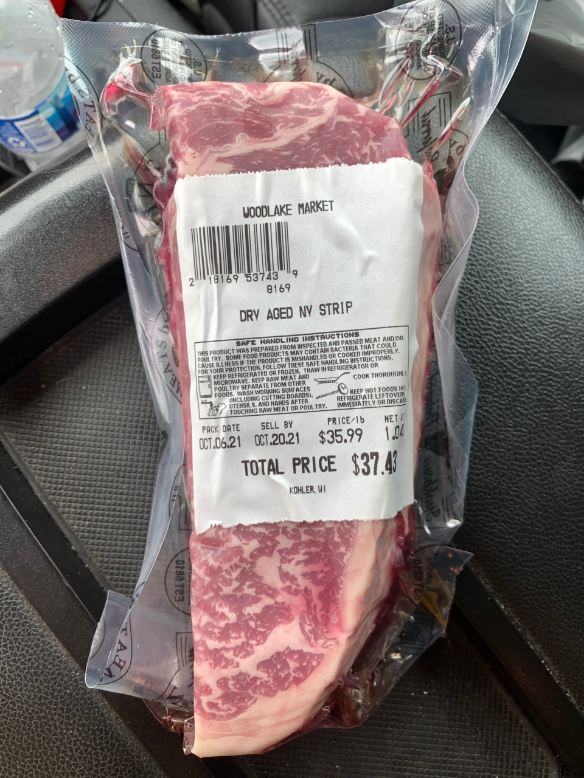 WOODLAKE MARKET
2 18169 53743 9
8169
DRY AGED NY STRIP
SAFE HANDLING INSTRUCTIONS
THIS PRODUCT WAS PREPARED FROM INSPECTED AND PASSED MEAT AND/OR
POULTRY. SOME FOOD PRODUCTS MAY CONTAIN BACTERIA THAT COULD
CAUSE ILLNESS IF THE PRODUCT IS MISHANDLED OR COOKED IMPROPERLY.
FOR YOUR PROTECTION, FOLLOW THESE SAFE HANDLING INSTRUCTIONS.
KEEP REFRIGERATED OR FROZEN. THAW IN REFRIGERATOR OR
MICROWAVE. KEEP RAW MEAT AND
POULTRY SEPARATE FROM OTHER
FOODS. WASH WORKING SURFACES
(INCLUDING CUTTING BOARDS),
UTENSILS, AND HANDS AFTER
TOUCHING RAW MEAT OR POULTRY.
COOK THOROUGHLY
KEEP HOT FOODS HOT
REFRIGERATE LEFTOVERS
IMMEDIATELY OR DISCARD
PACK DATE SELL BY PRICE/lb NET
OCT.06.21 OCT.20.21 $35.99 1.04
TOTAL PRICE $37.43
KOHLER, WI